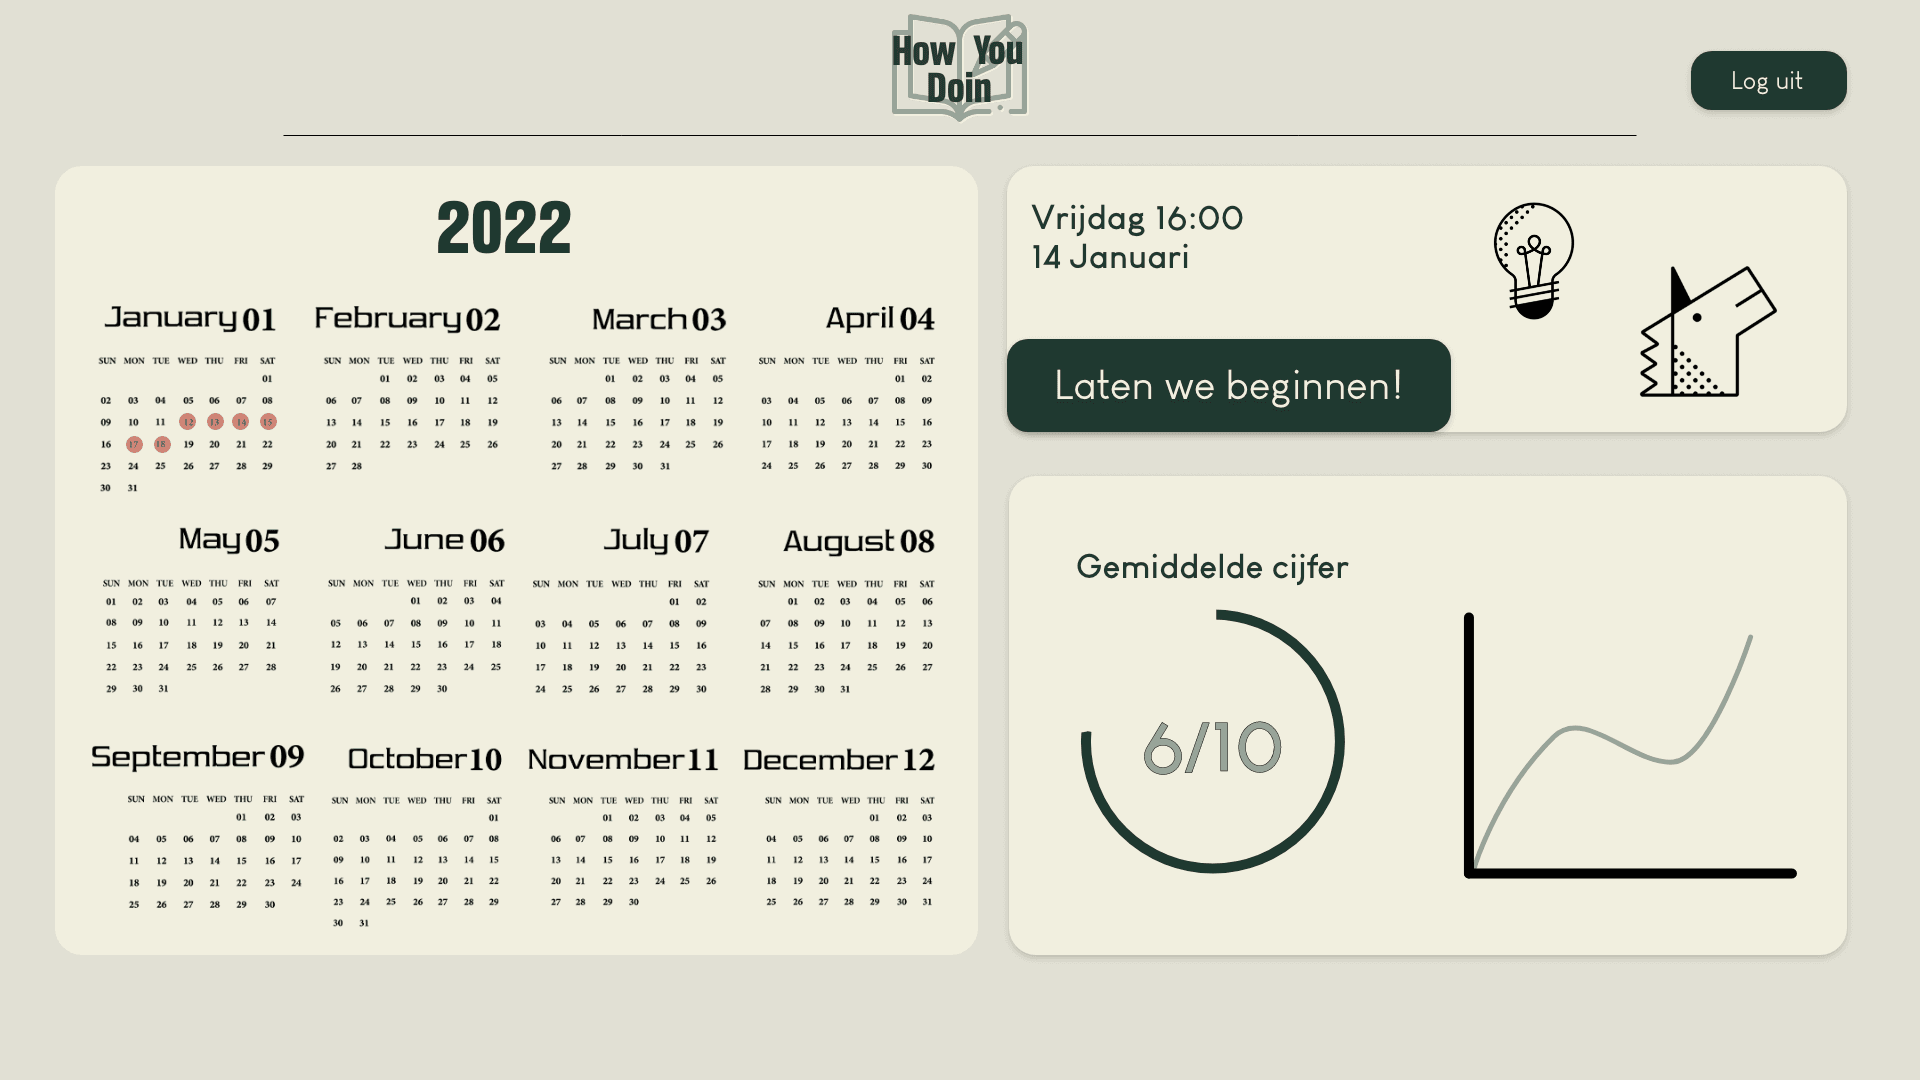 How You
Doin
Log uit
2022
January 01
SUN MON TUE WED THU FRI SAT
01
02 03 04 05 06 07 08
09 10 11 12 13 14 15
16 17 18 19 20 21 22
23 24 25 26 27 28 29
30 31
February 02
SUN MON TUE WED THU FRI SAT
01 02 03 04 05
06 07 08 09 10 11 12
13 14 15 16 17 18 19
20 21 22 23 24 25 26
27 28
March 03
SUN MON TUE WED THU FRI SAT
01 02 03 04 05
06 07 08 09 10 11 12
13 14 15 16 17 18 19
20 21 22 23 24 25 26
27 28 29 30 31
April 04
SUN MON TUE WED THU FRI SAT
01 02
03 04 05 06 07 08 09
10 11 12 13 14 15 16
17 18 19 20 21 22 23
24 25 26 27 28 29 30
May 05
SUN MON TUE WED THU FRI SAT
01 02 03 04 05 06 07
08 09 10 11 12 13 14
15 16 17 18 19 20 21
22 23 24 25 26 27 28
29 30 31
June 06
SUN MON TUE WED THU FRI SAT
01 02 03 04
05 06 07 08 09 10 11
12 13 14 15 16 17 18
19 20 21 22 23 24 25
26 27 28 29 30
July 07
SUN MON TUE WED THU FRI SAT
01 02
03 04 05 06 07 08 09
10 11 12 13 14 15 16
17 18 19 20 21 22 23
24 25 26 27 28 29 30
August 08
SUN MON TUE WED THU FRI SAT
01 02 03 04 05 06
07 08 09 10 11 12 13
14 15 16 17 18 19 20
21 22 23 24 25 26 27
28 29 30 31
September 09
SUN MON TUE WED THU FRI SAT
01 02 03
04 05 06 07 08 09 10
11 12 13 14 15 16 17
18 19 20 21 22 23 24
25 26 27 28 29 30
October 10
SUN MON TUE WED THU FRI SAT
01
02 03 04 05 06 07 08
09 10 11 12 13 14 15
16 17 18 19 20 21 22
23 24 25 26 27 28 29
30 31
November 11
SUN MON TUE WED THU FRI SAT
01 02 03 04 05
06 07 08 09 10 11 12
13 14 15 16 17 18 19
20 21 22 23 24 25 26
27 28 29 30
December 12
SUN MON TUE WED THU FRI SAT
01 02 03
04 05 06 07 08 09 10
11 12 13 14 15 16 17
18 19 20 21 22 23 24
25 26 27 28 29 30 31
Vrijdag 16:00
14 Januari
Laten we beginnen!
Gemiddelde cijfer
6/10